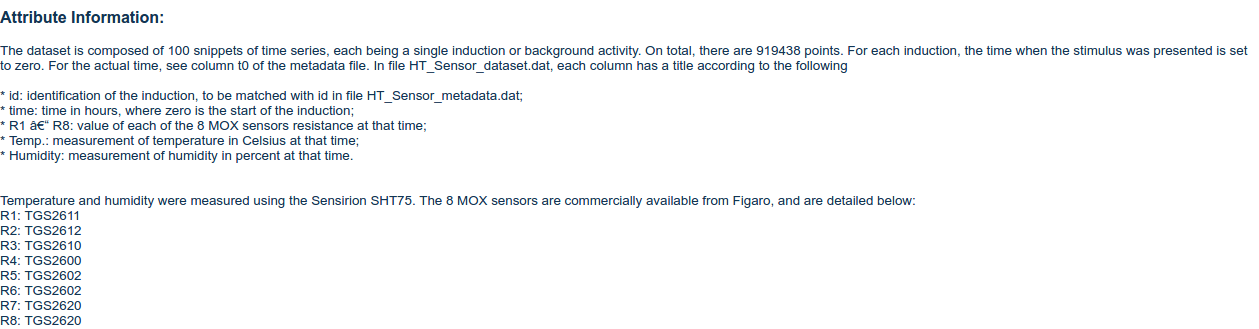 Attribute Information:
The dataset is composed of 100 snippets of time series, each being a single induction or background activity. On total, there are 919438 points. For each induction, the time when the stimulus was presented is set
to zero. For the actual time, see column t0 of the metadata file. In file HT_Sensor_dataset.dat, each column has a title according to the following
* id: identification of the induction, to be matched with id in file HT_Sensor_metadata.dat;
* time: time in hours, where zero is the start of the induction;
* R1 â€“ R8: value of each of the 8 MOX sensors resistance at that time;
* Temp.: measurement of temperature in Celsius at that time;
* Humidity: measurement of humidity in percent at that time.
Temperature and humidity were measured using the Sensirion SHT75. The 8 MOX sensors are commercially available from Figaro, and are detailed below:
R1: TGS2611
R2: TGS2612
R3: TGS2610
R4: TGS2600
R5: TGS2602
R6: TGS2602
R7: TGS2620
R8: TGS2620